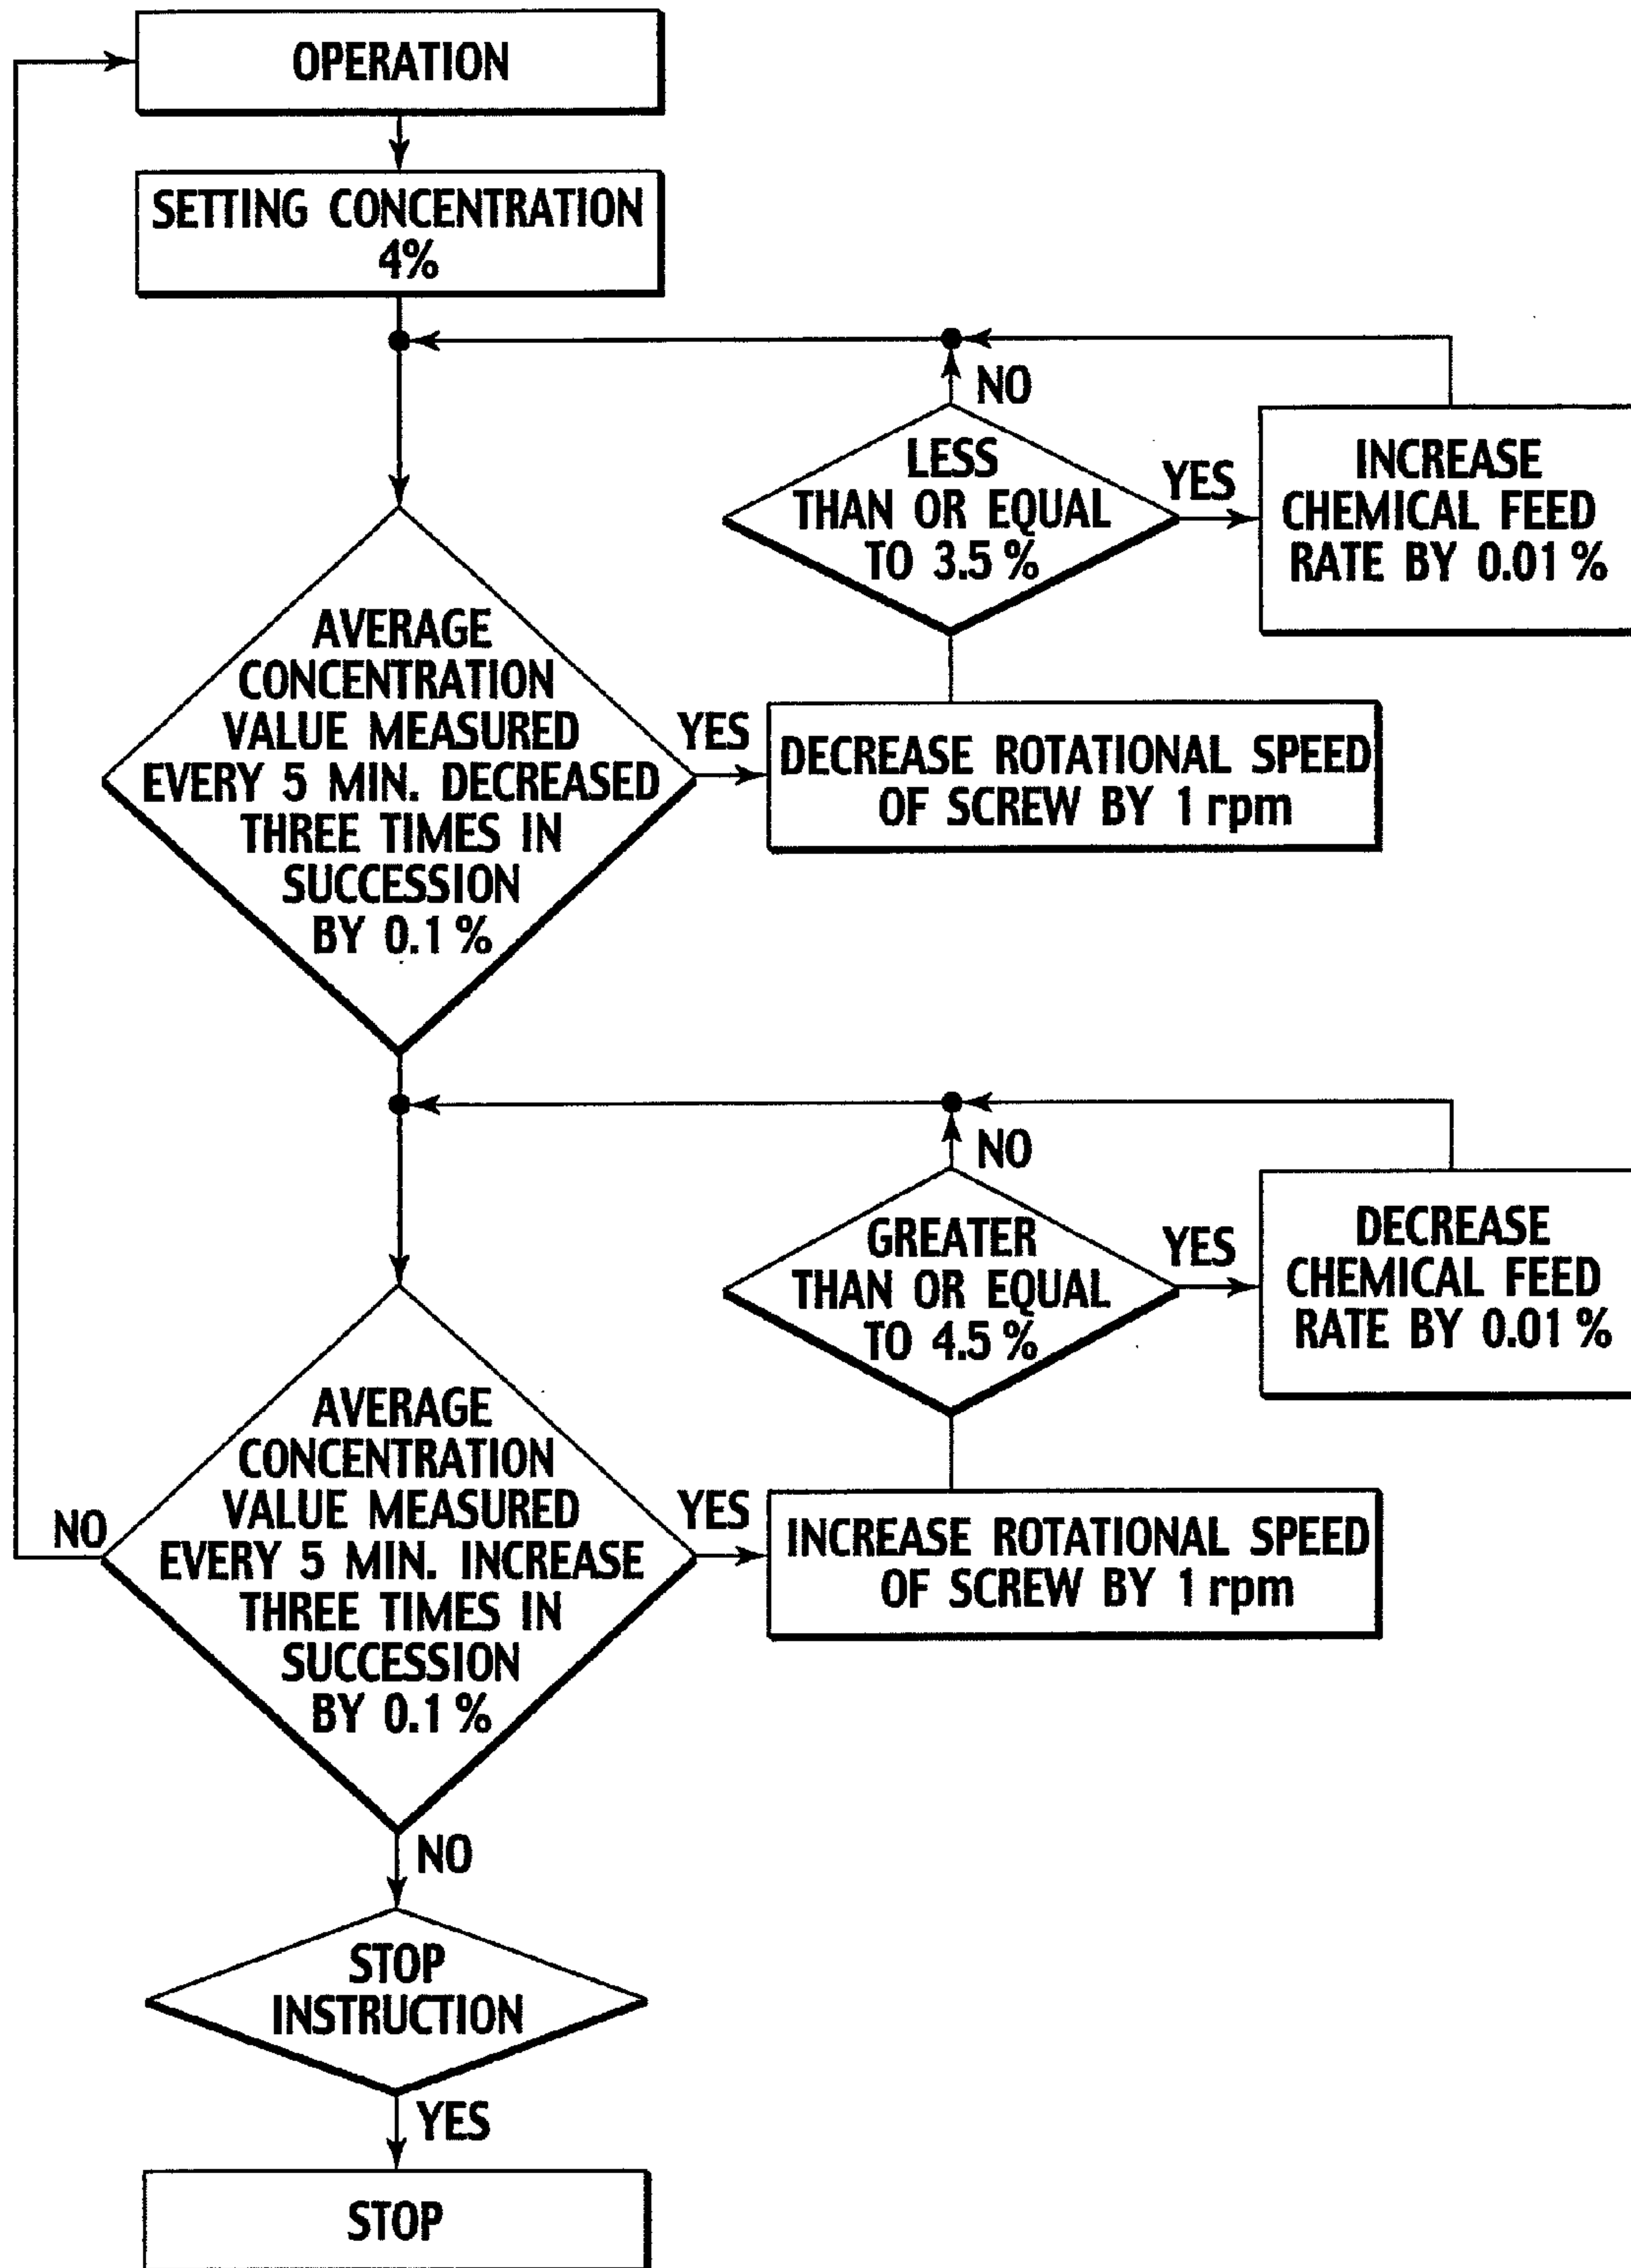 OPERATION
SETTING CONCENTRATION
4%
NO
LESS
THAN OR EQUAL
TO 3.5 %
YES
INCREASE
CHEMICAL FEED
RATE BY 0.01 %
AVERAGE
CONCENTRATION
VALUE MEASURED
EVERY 5 MIN. DECREASED
THREE TIMES IN
SUCCESSION
BY 0.1 %
YES
DECREASE ROTATIONAL SPEED
OF SCREW BY 1 rpm
NO
GREATER
THAN OR EQUAL
TO 4.5 %
YES
DECREASE
CHEMICAL FEED
RATE BY 0.01 %
AVERAGE
CONCENTRATION
VALUE MEASURED
EVERY 5 MIN. INCREASE
THREE TIMES IN
SUCCESSION
BY 0.1 %
NO
YES
INCREASE ROTATIONAL SPEED
OF SCREW BY 1 rpm
NO
STOP
INSTRUCTION
YES
STOP